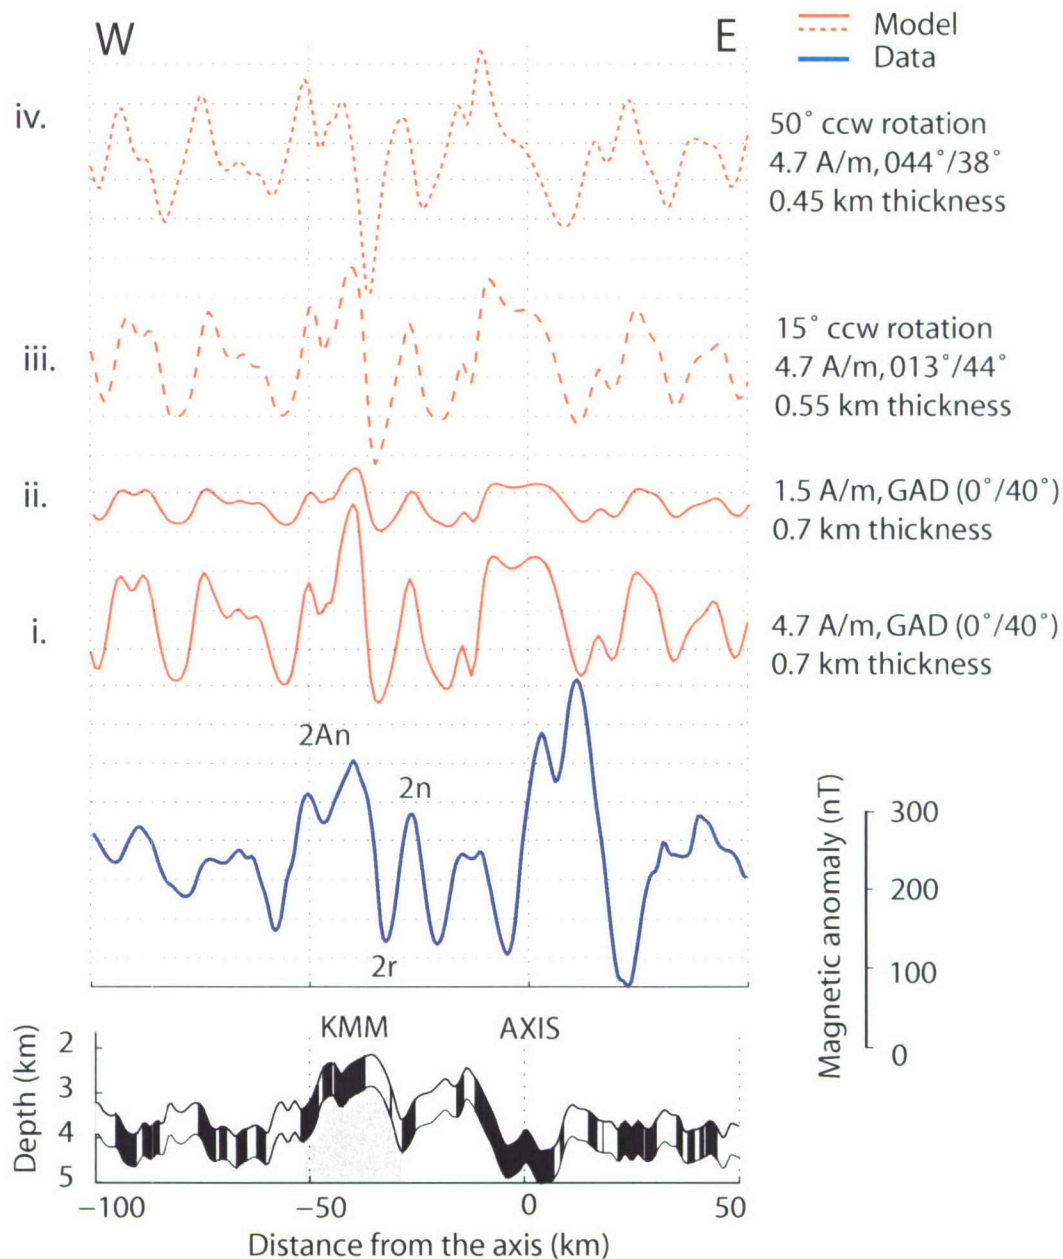 W
E
Model
Data
iv.
50° ccw rotation
4.7 A/m, 044°/38°
0.45 km thickness
iii.
15° ccw rotation
4.7 A/m, 013°/44°
0.55 km thickness
ii.
1.5 A/m, GAD (0°/40°)
0.7 km thickness
i.
4.7 A/m, GAD (0°/40°)
0.7 km thickness
2An
2n
2r
Magnetic anomaly (nT)
300
200
100
0
KMM
AXIS
Depth (km)
2
3
4
5
−100
−50
0
50
Distance from the axis (km)